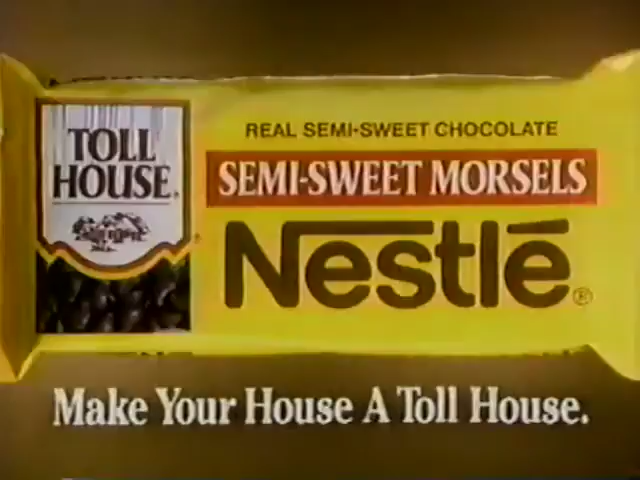 TOLL
HOUSE®
REAL SEMI-SWEET CHOCOLATE
SEMI-SWEET MORSELS
Nestlé®
Make Your House A Toll House.